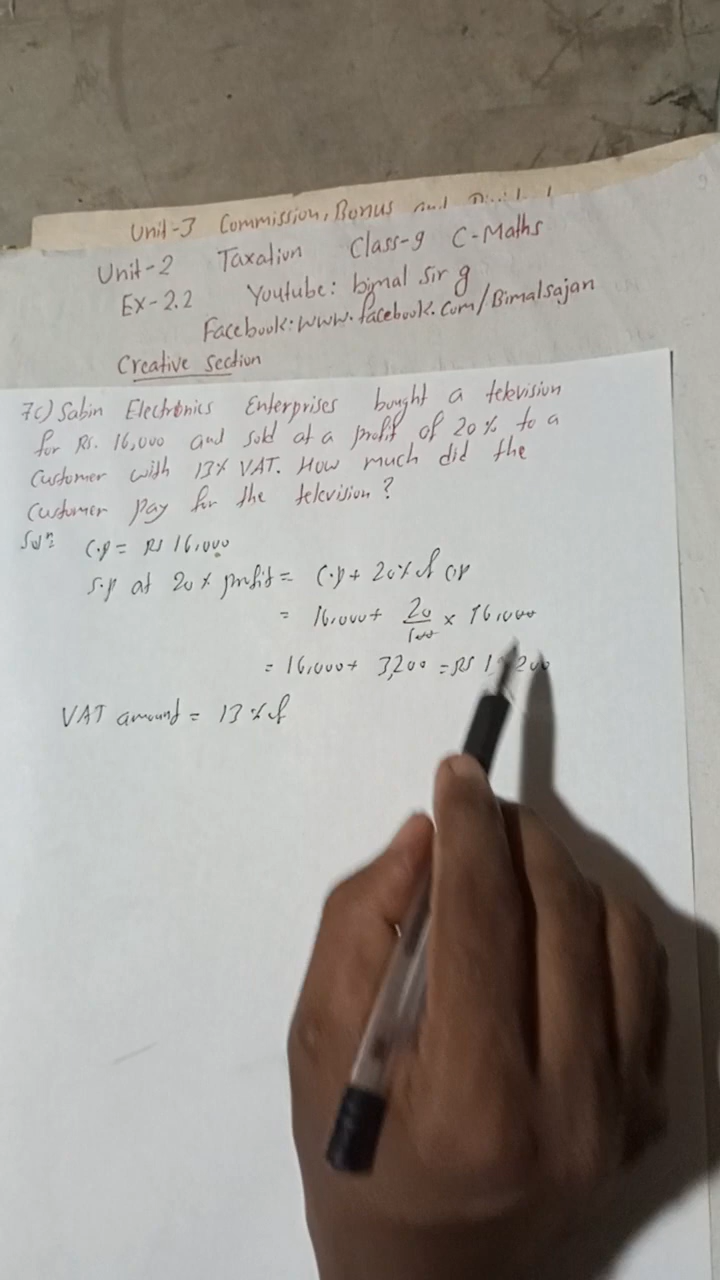 Unit-3 Commission, Bonus and
Unit-2 Taxation Class-9 C-Maths
Ex-2.2 Youtube: bimal sir g
Facebook: www.facebook.com/Bimalsajan
Creative section
7c) Sabin Electronics Enterprises bought a television
for Rs. 16,000 and sold at a profit of 20% to a
customer with 13% VAT. How much did the
customer pay for the television?
Solⁿ: C.P = Rs 16,000
S.P at 20% profit = C.P + 20% of CP
= 16,000 + 20/100 × 16,000
= 16,000 + 3,200 = Rs
VAT amount = 13% of